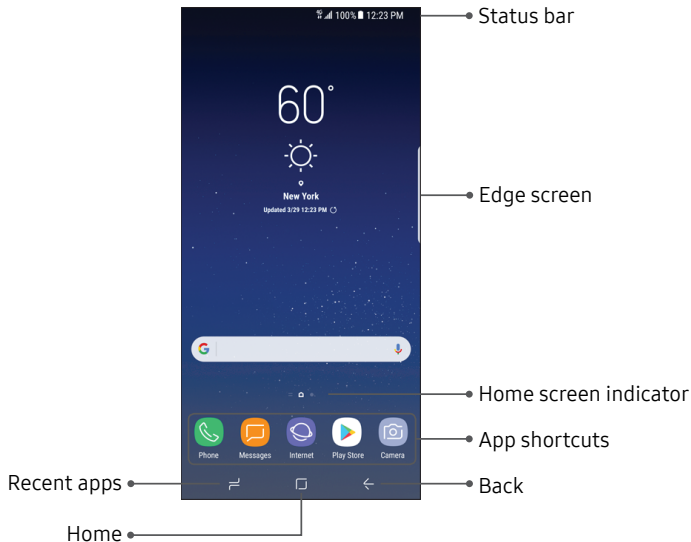 100% 12:23 PM
Status bar
60°
New York
Updated 3/29 12:23 PM
Edge screen
G
Home screen indicator
Phone Messages Internet Play Store Camera
App shortcuts
Recent apps
Back
Home